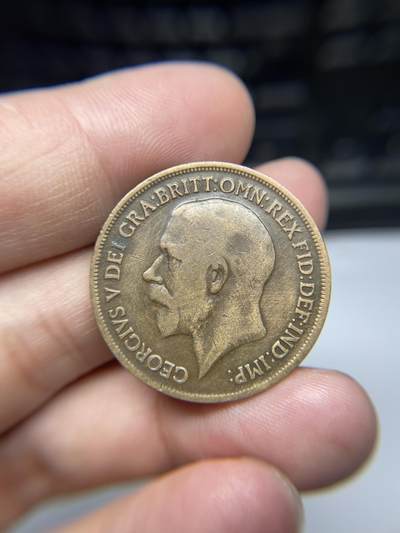 GEORGIVS V DEI GRA:BRITT:OMN:REX FID:DEF:IND:IMP: